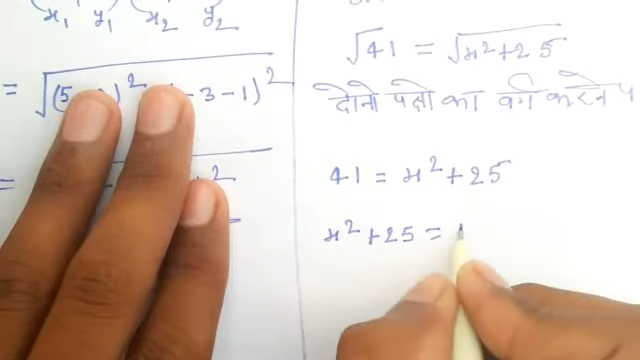 x₁ y₁ x₂ y₂
= √(5 )² - 3 - 1)²
=
√41 = √x²+25
दोनो पक्षो का वर्ग करने प
41 = x²+25
x²+25 =